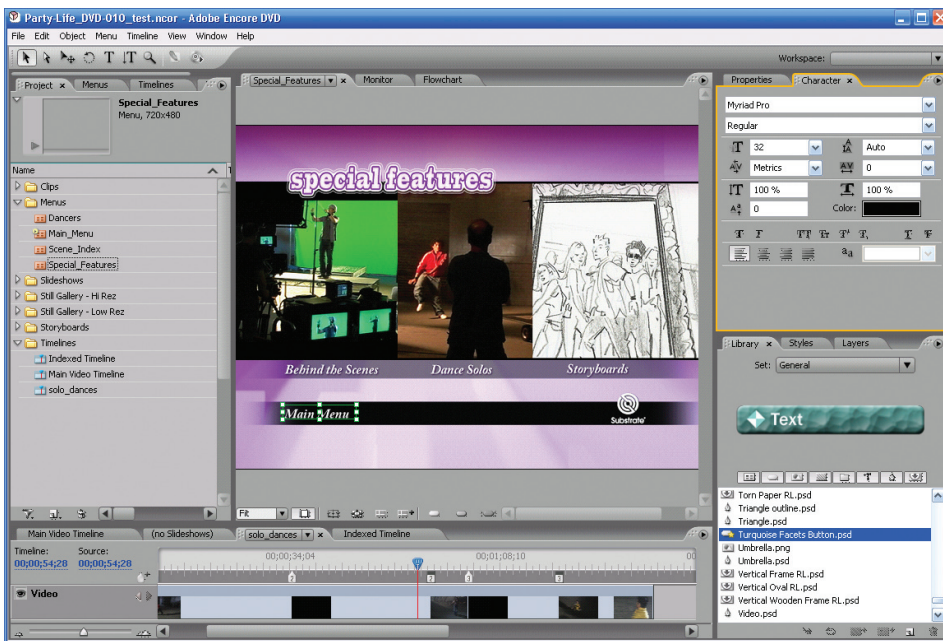 Party-Life_DVD-010_test.ncor - Adobe Encore DVD
File Edit Object Menu Timeline View Window Help
Workspace:
Project x Menus Timelines
Special_Features
Menu, 720x480
Name
Clips
Menus
Dancers
Main_Menu
Scene_Index
Special_Features
Slideshows
Still Gallery - Hi Rez
Still Gallery - Low Rez
Storyboards
Timelines
Indexed Timeline
Main Video Timeline
solo_dances
Special_Features x Monitor Flowchart
special features
Behind the Scenes Dance Solos Storyboards
Main Menu
Substrate
Fit
Properties Character x
Myriad Pro
Regular
32 Auto
Metrics 0
100 % 100 %
0 Color:
Library x Styles Layers
Set: General
Text
Torn Paper RL.psd
Triangle outline.psd
Triangle.psd
Turquoise Facets Button.psd
Umbrella.png
Umbrella.psd
Vertical Frame RL.psd
Vertical Oval RL.psd
Vertical Wooden Frame RL.psd
Video.psd
Main Video Timeline (no Slideshows) solo_dances x Indexed Timeline
Timeline: Source:
00;00;54;28 00;00;54;28
00;00;34;04 00;01;08;10 00
Video